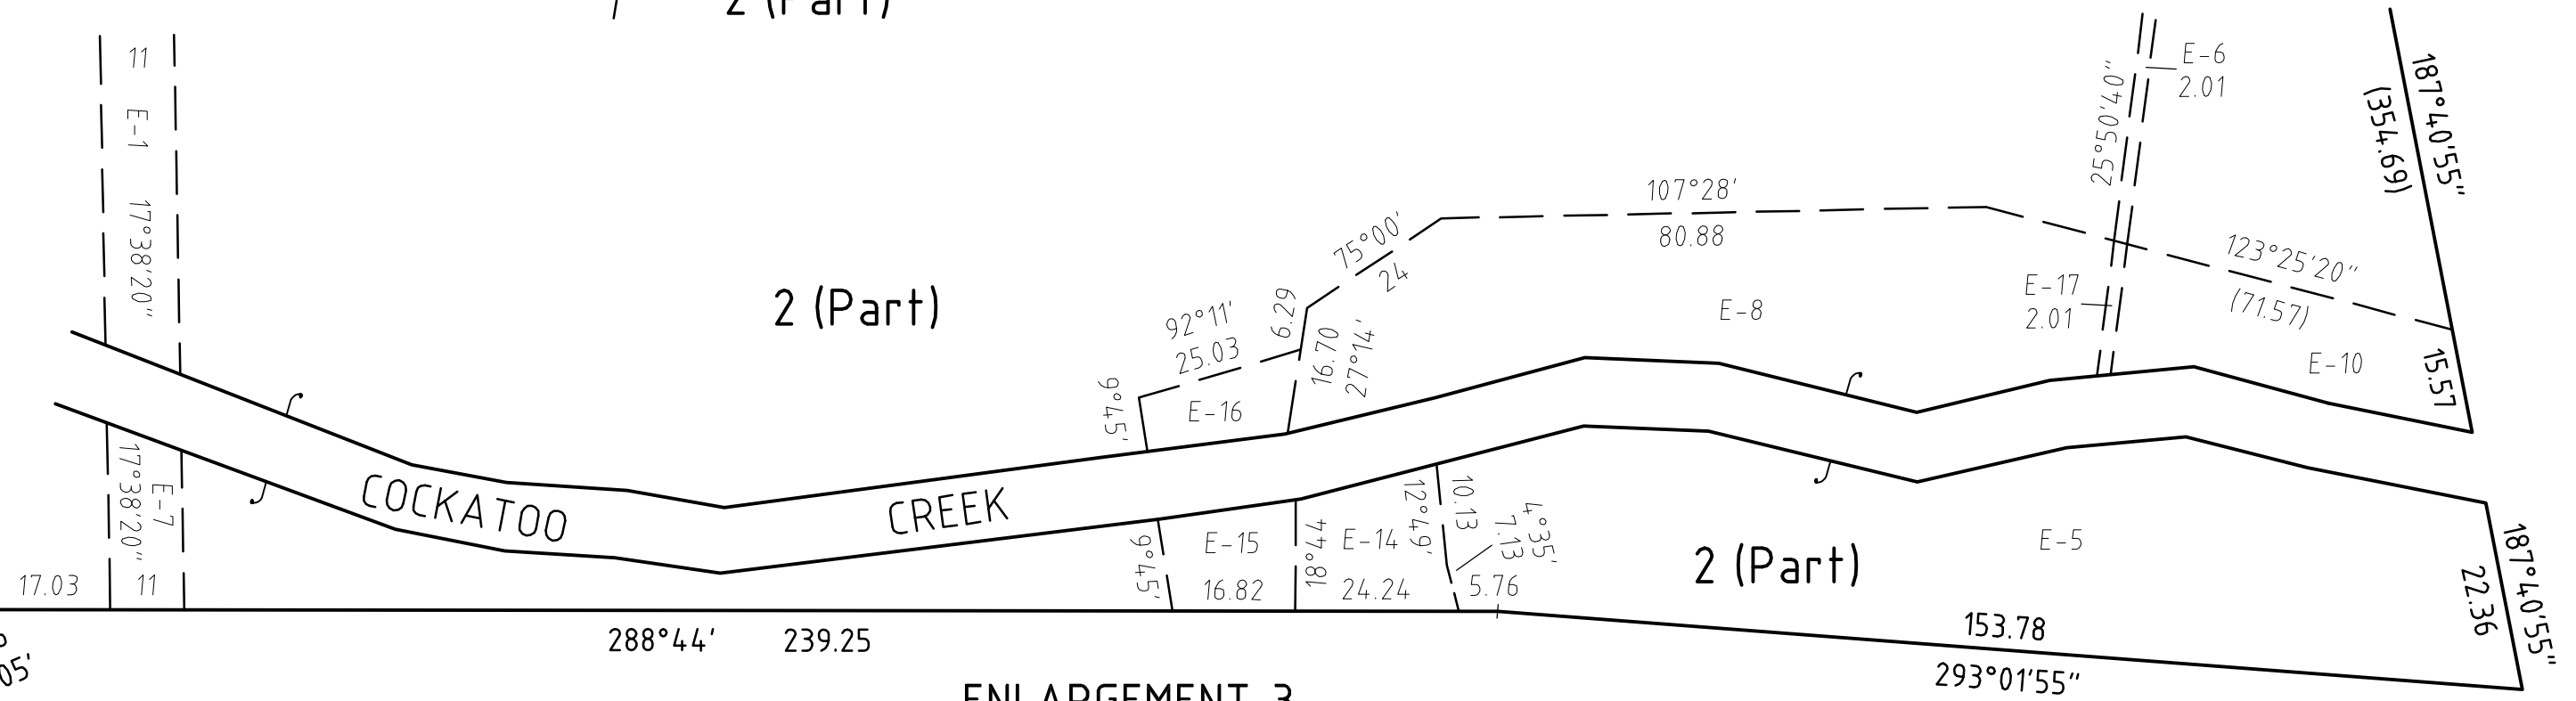 2 (Part)
11
E-1
17°38'20"
E-6
2.01
25°50'40"
187°40'55"
(354.69)
107°28'
80.88
75°00'
24
123°25'20"
(71.57)
E-17
2.01
E-8
2 (Part)
92°11'
25.03
6.29
16.70
27°14'
9°45'
E-16
E-10
15.57
COCKATOO CREEK
17°38'20"
E-7
17.03
11
9°45'
E-15
16.82
18°44'
E-14
24.24
12°49'
10.13
4°35'
7.13
5.76
2 (Part)
E-5
187°40'55"
22.36
288°44' 239.25
153.78
293°01'55"
05'
ENLARGEMENT 3